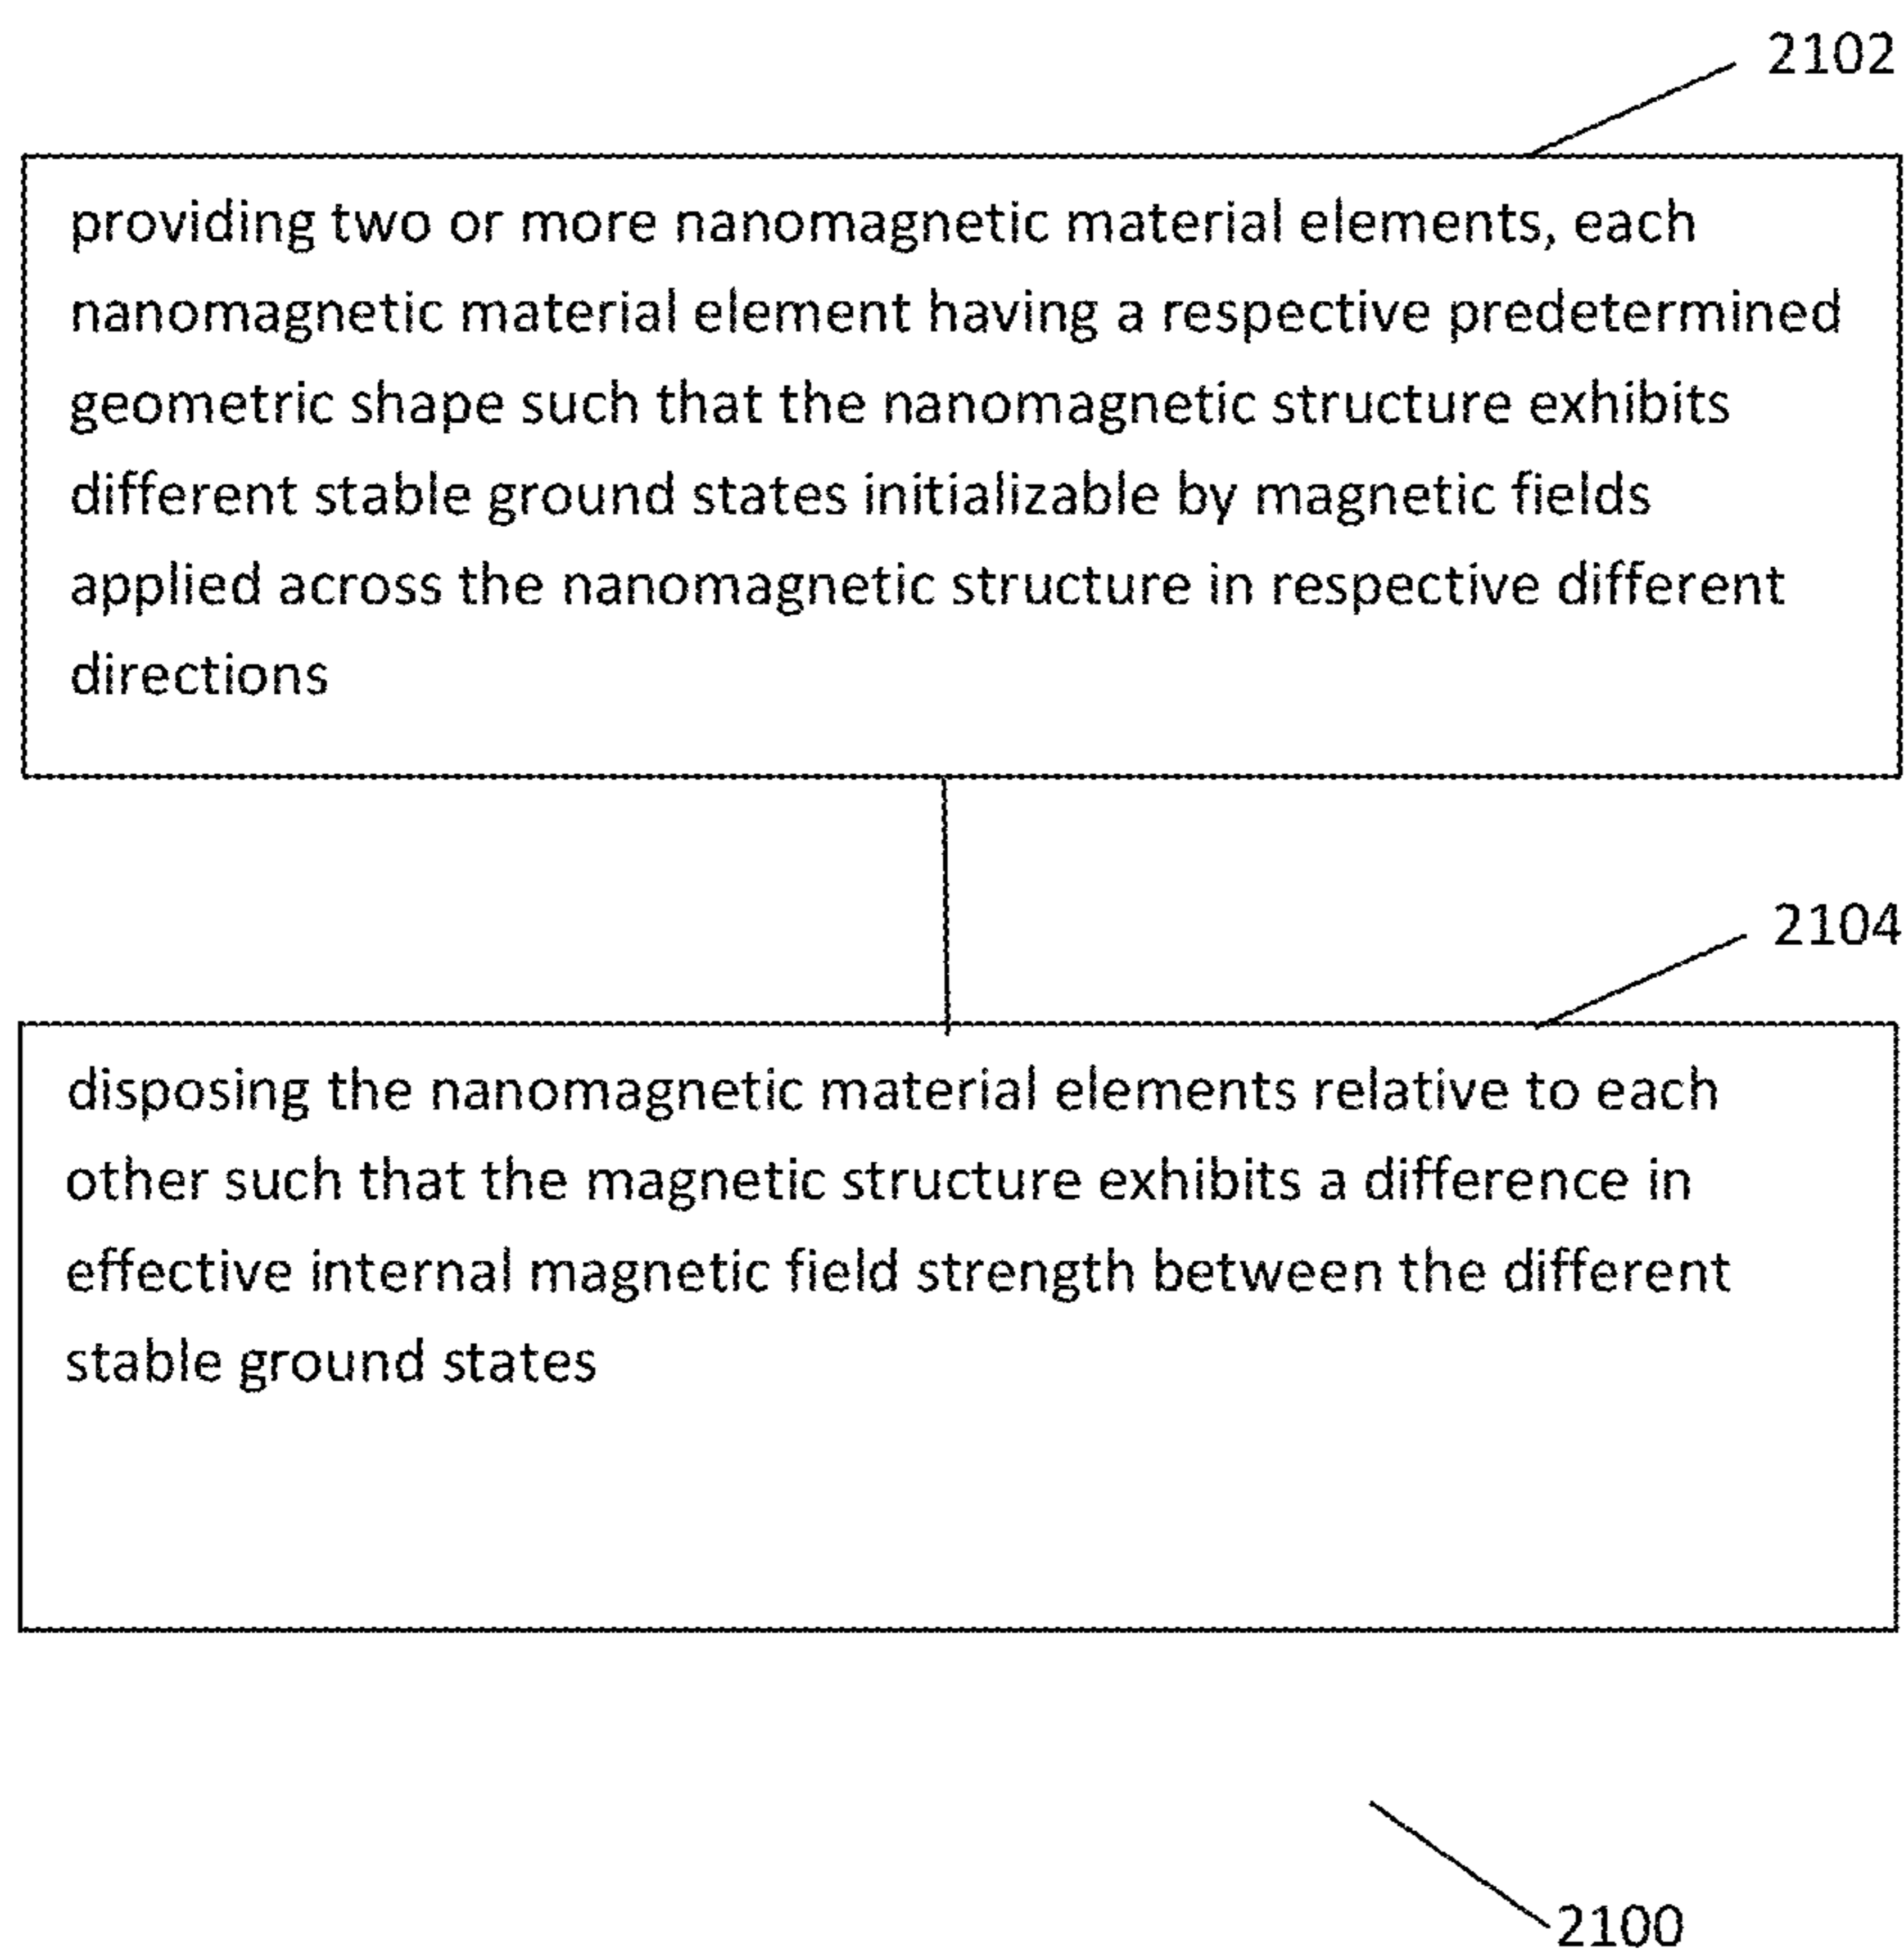 2102
providing two or more nanomagnetic material elements, each
nanomagnetic material element having a respective predetermined
geometric shape such that the nanomagnetic structure exhibits
different stable ground states initializable by magnetic fields
applied across the nanomagnetic structure in respective different
directions
2104
disposing the nanomagnetic material elements relative to each
other such that the magnetic structure exhibits a difference in
effective internal magnetic field strength between the different
stable ground states
2100